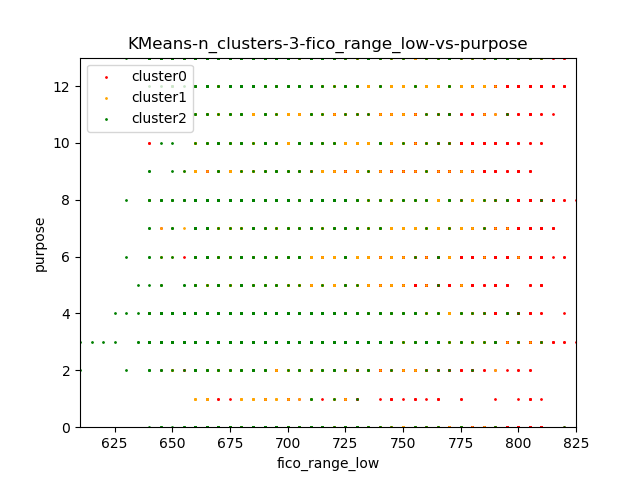 KMeans-n_clusters-3-fico_range_low-vs-purpose
cluster0
cluster1
cluster2
12
10
8
6
4
2
0
purpose
625 650 675 700 725 750 775 800 825
fico_range_low